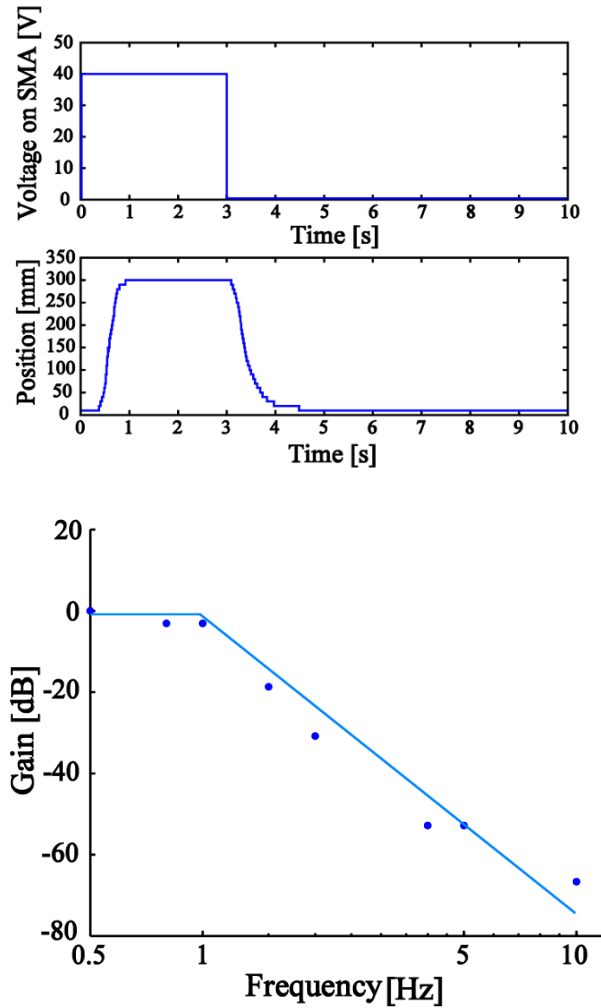 Voltage on SMA [V]
50
40
30
20
10
0
0 1 2 3 4 5 6 7 8 9 10
Time [s]
Position [mm]
350
300
250
200
150
100
50
0
0 1 2 3 4 5 6 7 8 9 10
Time [s]
Gain [dB]
20
0
-20
-40
-60
-80
0.5 1 5 10
Frequency [Hz]